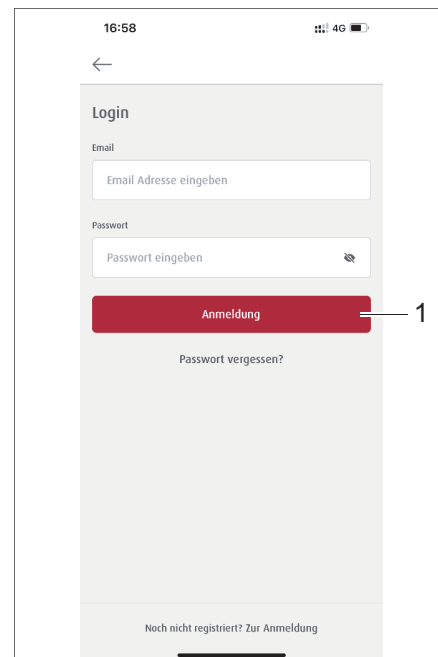 16:58
4G
Login
Email
Email Adresse eingeben
Passwort
Passwort eingeben
Anmeldung
1
Passwort vergessen?
Noch nicht registriert? Zur Anmeldung